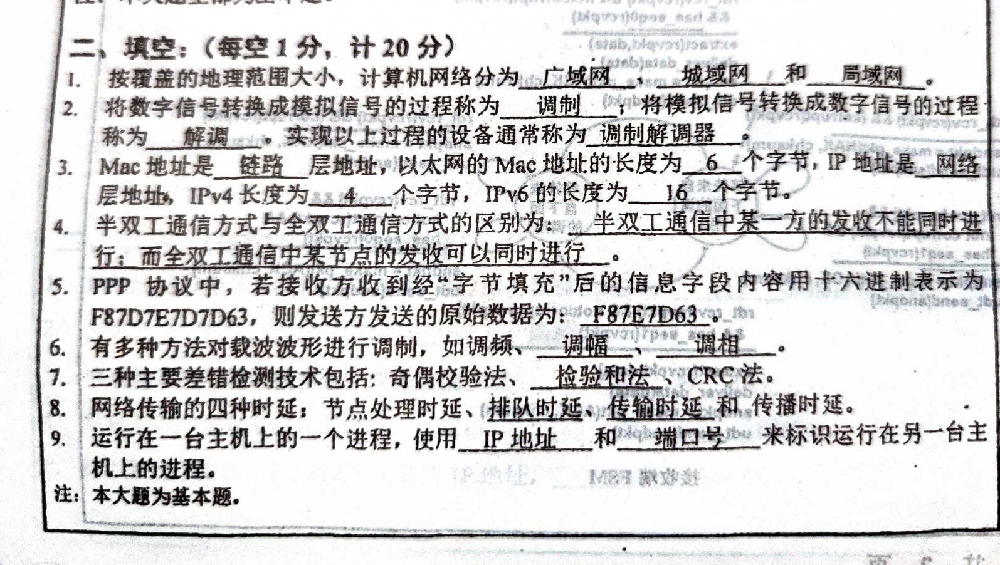 二、填空：（每空 1 分，计 20 分）
1. 按覆盖的地理范围大小，计算机网络分为 广域网 、 城域网 和 局域网 。
2. 将数字信号转换成模拟信号的过程称为 调制 ；将模拟信号转换成数字信号的过程
称为 解调 。实现以上过程的设备通常称为 调制解调器 。
3. Mac 地址是 链路 层地址，以太网的 Mac 地址的长度为 6 个字节，IP 地址是 网络
层地址，IPv4 长度为 4 个字节，IPv6 的长度为 16 个字节。
4. 半双工通信方式与全双工通信方式的区别为： 半双工通信中某一方的发收不能同时进
行；而全双工通信中某节点的发收可以同时进行 。
5. PPP 协议中，若接收方收到经“字节填充”后的信息字段内容用十六进制表示为
F87D7E7D7D63，则发送方发送的原始数据为： F87E7D63 。
6. 有多种方法对载波波形进行调制，如调频、 调幅 、 调相 。
7. 三种主要差错检测技术包括：奇偶校验法、 检验和法 、CRC 法。
8. 网络传输的四种时延：节点处理时延、排队时延、传输时延 和 传播时延。
9. 运行在一台主机上的一个进程，使用 IP 地址 和 端口号 来标识运行在另一台主
机上的进程。
注：本大题为基本题。